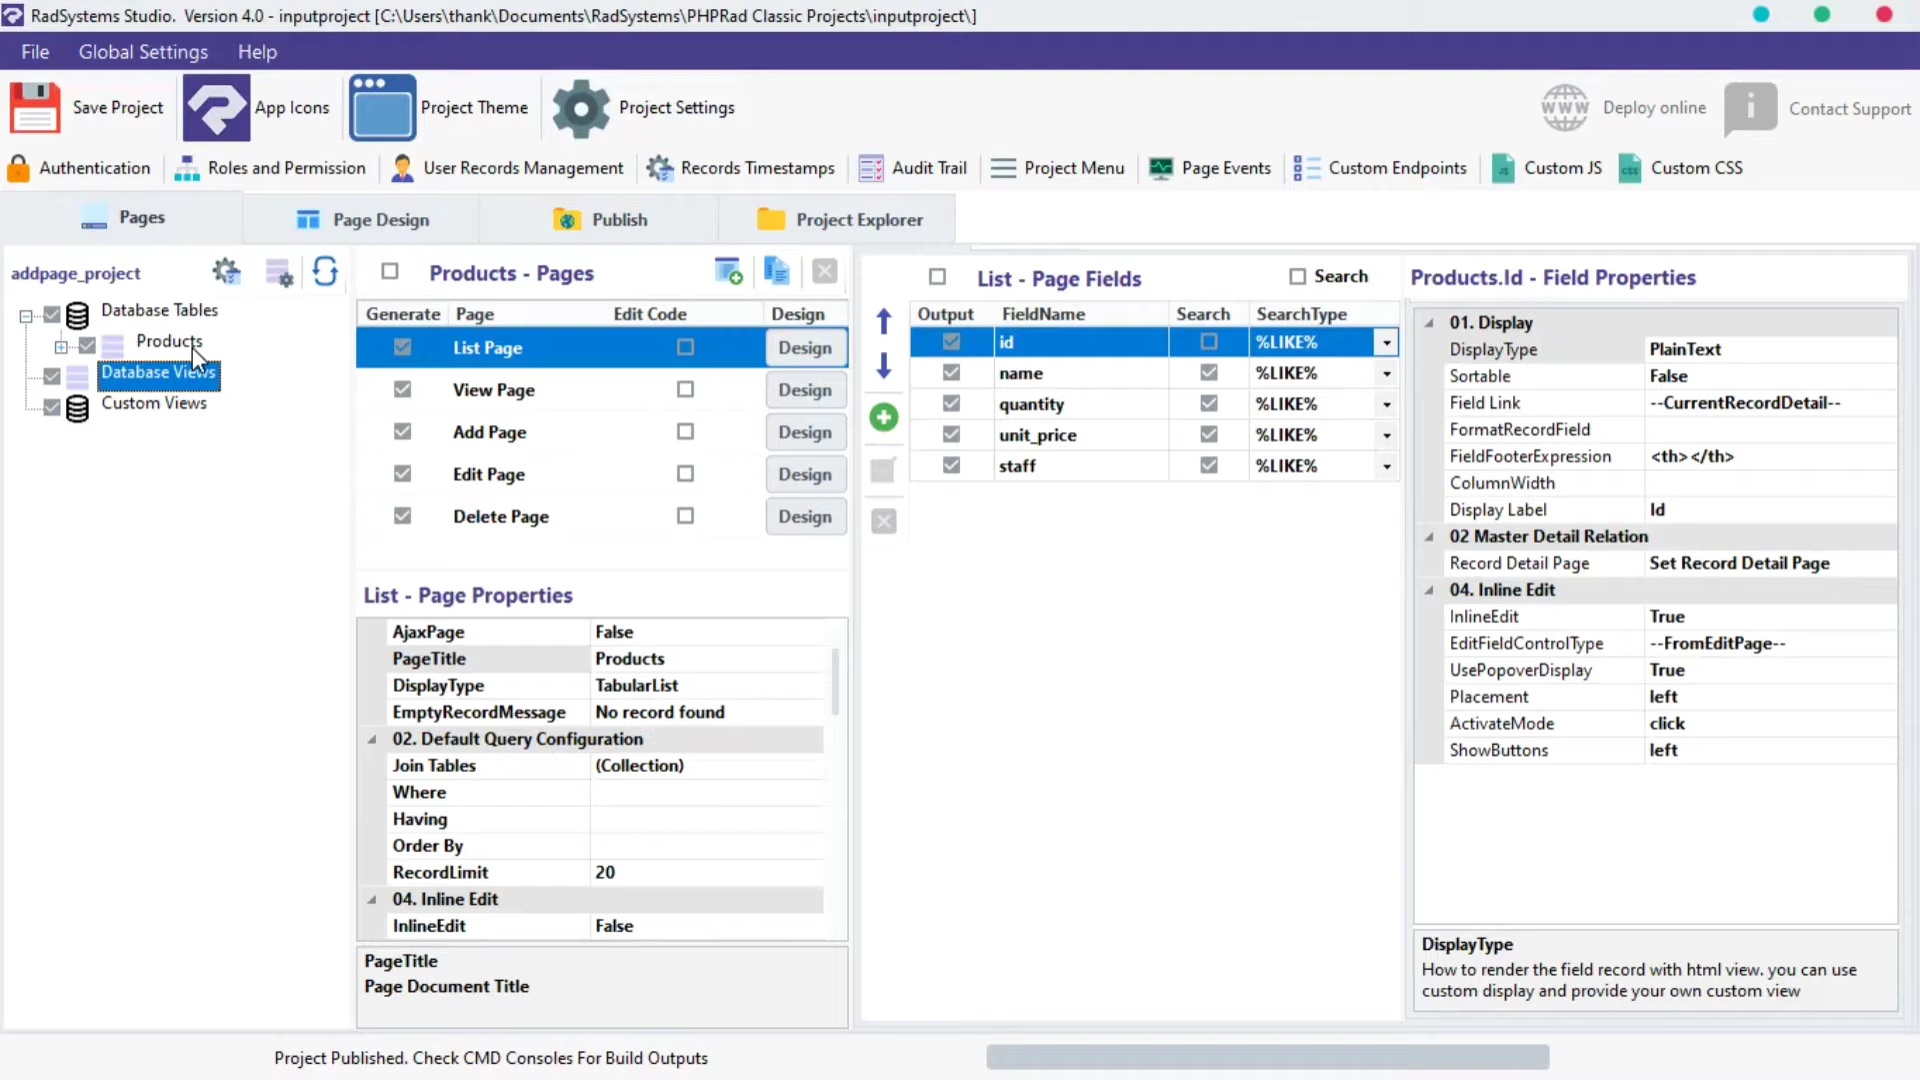 RadSystems Studio. Version 4.0 - inputproject [C:\Users\thank\Documents\RadSystems\PHPRad Classic Projects\inputproject\]
File Global Settings Help
Save Project App Icons Project Theme Project Settings WWW Deploy online i Contact Support
Authentication Roles and Permission User Records Management Records Timestamps Audit Trail Project Menu Page Events Custom Endpoints JS Custom JS CSS Custom CSS
Pages Page Design Publish Project Explorer
addpage_project
Database Tables
Products
Database Views
Custom Views
Products - Pages
Generate Page Edit Code Design
List Page Design
View Page Design
Add Page Design
Edit Page Design
Delete Page Design
List - Page Properties
AjaxPage False
PageTitle Products
DisplayType TabularList
EmptyRecordMessage No record found
02. Default Query Configuration
Join Tables (Collection)
Where
Having
Order By
RecordLimit 20
04. Inline Edit
InlineEdit False
PageTitle
Page Document Title
List - Page Fields Search
Output FieldName Search SearchType
id %LIKE%
name %LIKE%
quantity %LIKE%
unit_price %LIKE%
staff %LIKE%
Products.Id - Field Properties
01. Display
DisplayType PlainText
Sortable False
Field Link --CurrentRecordDetail--
FormatRecordField
FieldFooterExpression <th></th>
ColumnWidth
Display Label Id
02 Master Detail Relation
Record Detail Page Set Record Detail Page
04. Inline Edit
InlineEdit True
EditFieldControlType --FromEditPage--
UsePopoverDisplay True
Placement left
ActivateMode click
ShowButtons left
DisplayType
How to render the field record with html view. you can use
custom display and provide your own custom view
Project Published. Check CMD Consoles For Build Outputs